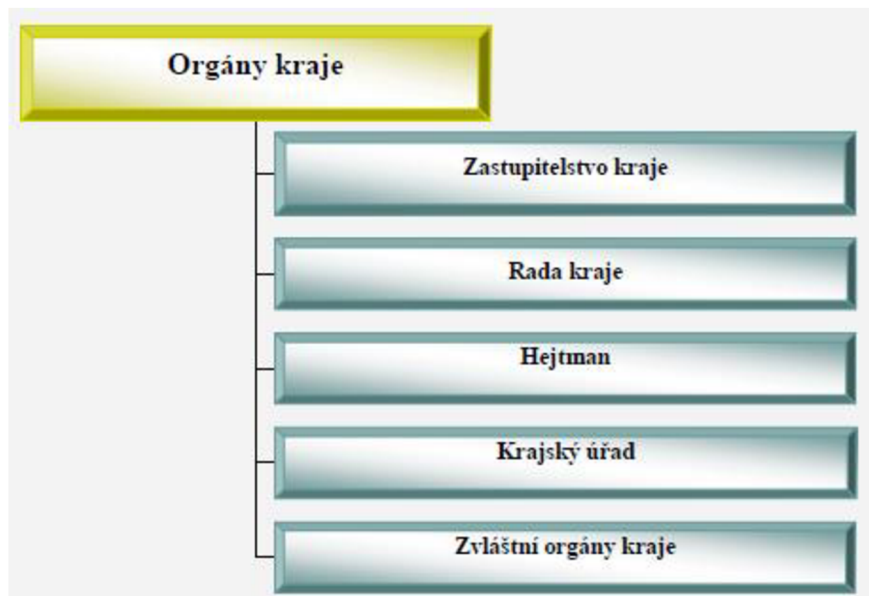 Orgány kraje
Zastupitelstvo kraje
Rada kraje
Hejtman
Krajský úřad
Zvláštní orgány kraje